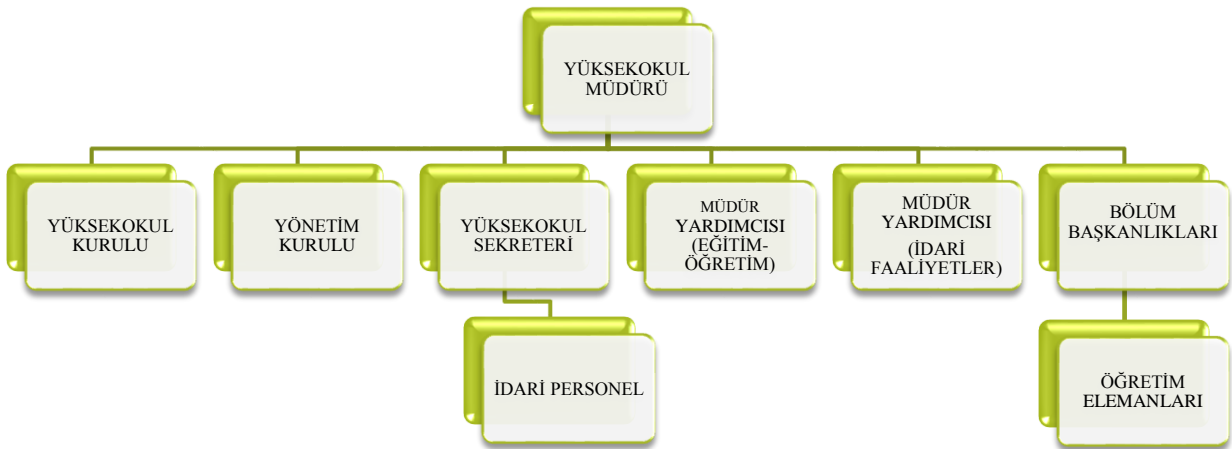 YÜKSEKOKUL
MÜDÜRÜ
YÜKSEKOKUL
KURULU
YÖNETİM
KURULU
YÜKSEKOKUL
SEKRETERİ
MÜDÜR
YARDIMCISI
(EĞİTİM-
ÖĞRETİM)
MÜDÜR
YARDIMCISI
(İDARİ
FAALİYETLER)
BÖLÜM
BAŞKANLIKLARI
İDARİ PERSONEL
ÖĞRETİM
ELEMANLARI